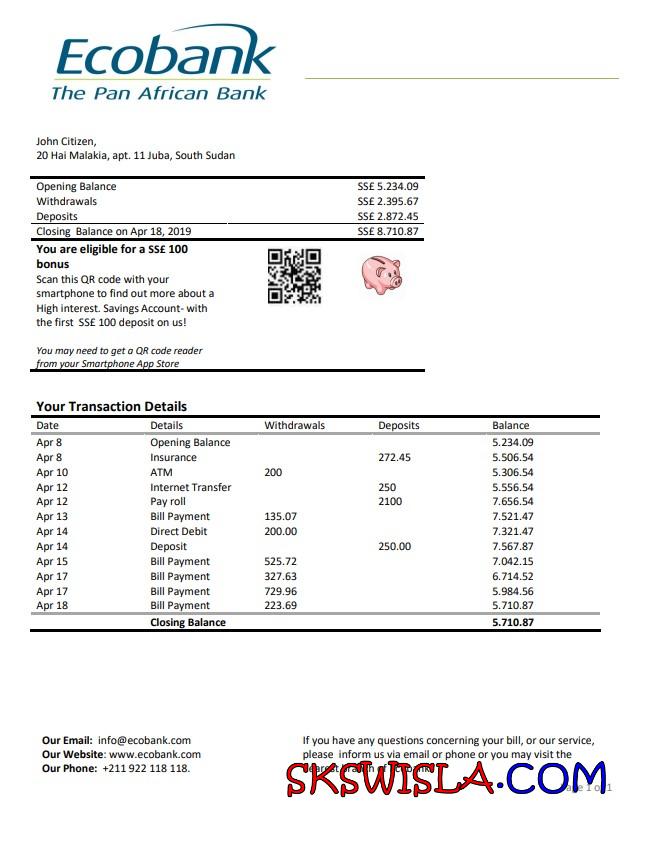 Ecobank
The Pan African Bank
John Citizen,
20 Hai Malakia, apt. 11 Juba, South Sudan
Opening Balance SS£ 5.234.09
Withdrawals SS£ 2.395.67
Deposits SS£ 2.872.45
Closing Balance on Apr 18, 2019 SS£ 8.710.87
You are eligible for a SS£ 100
bonus
Scan this QR code with your
smartphone to find out more about a
High interest. Savings Account- with
the first SS£ 100 deposit on us!
You may need to get a QR code reader
from your Smartphone App Store
Your Transaction Details
Date Details Withdrawals Deposits Balance
Apr 8 Opening Balance 5.234.09
Apr 8 Insurance 272.45 5.506.54
Apr 10 ATM 200 5.306.54
Apr 12 Internet Transfer 250 5.556.54
Apr 12 Pay roll 2100 7.656.54
Apr 13 Bill Payment 135.07 7.521.47
Apr 14 Direct Debit 200.00 7.321.47
Apr 14 Deposit 250.00 7.567.87
Apr 15 Bill Payment 525.72 7.042.15
Apr 17 Bill Payment 327.63 6.714.52
Apr 17 Bill Payment 729.96 5.984.56
Apr 18 Bill Payment 223.69 5.710.87
Closing Balance 5.710.87
Our Email: info@ecobank.com
Our Website: www.ecobank.com
Our Phone: +211 922 118 118.
If you have any questions concerning your bill, or our service,
please inform us via email or phone or you may visit the
SKSWISLA.COM